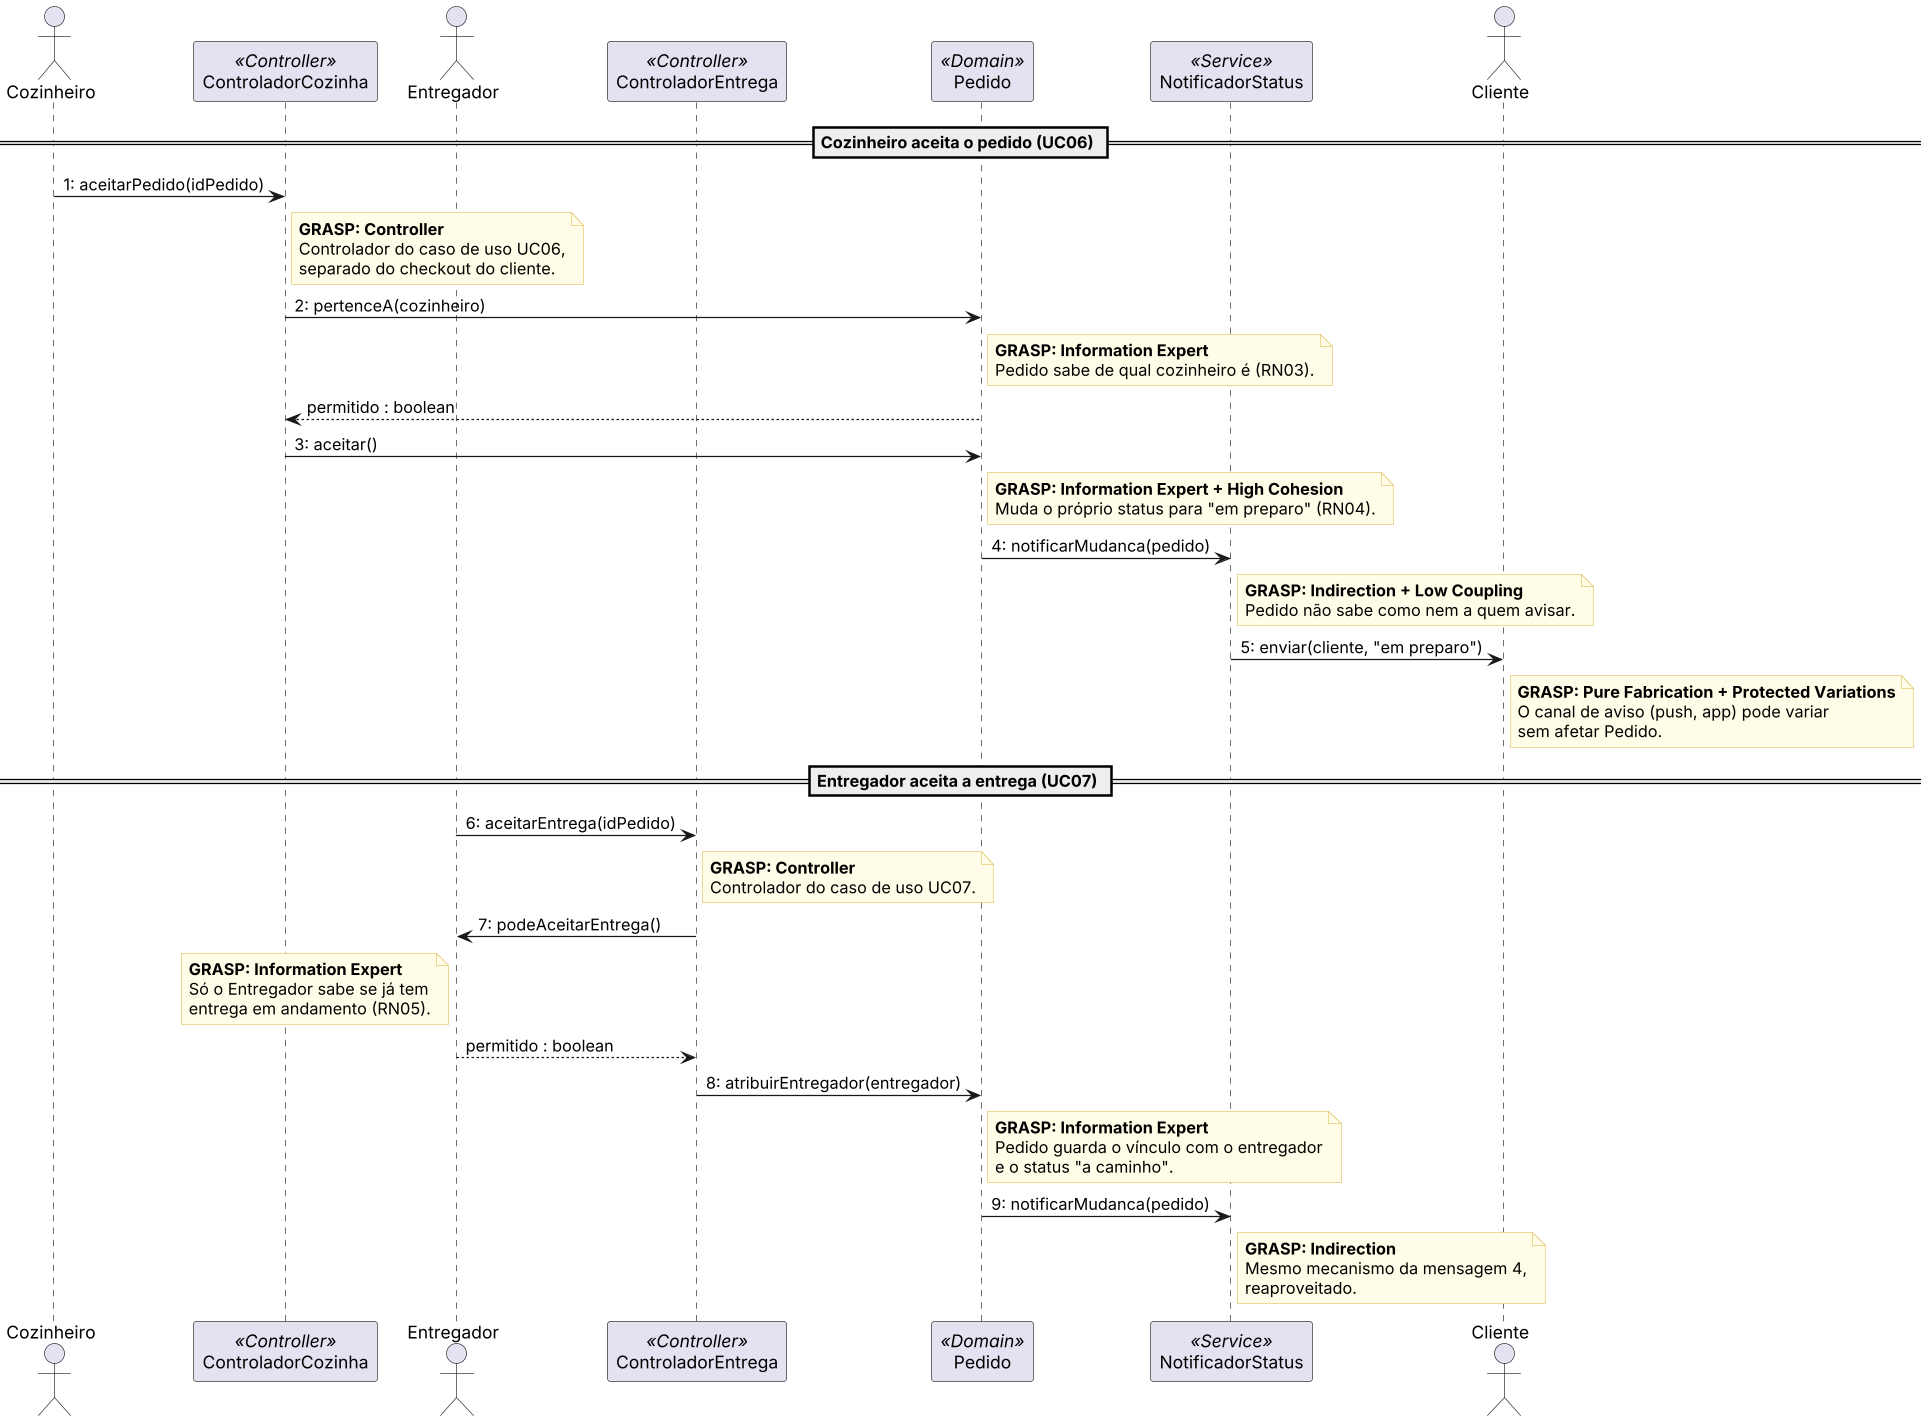 Cozinheiro
«Controller»
ControladorCozinha
Entregador
«Controller»
ControladorEntrega
«Domain»
Pedido
«Service»
NotificadorStatus
Cliente
Cozinheiro aceita o pedido (UC06)
1: aceitarPedido(idPedido)
GRASP: Controller
Controlador do caso de uso UC06,
separado do checkout do cliente.
2: pertenceA(cozinheiro)
GRASP: Information Expert
Pedido sabe de qual cozinheiro é (RN03).
permitido : boolean
3: aceitar()
GRASP: Information Expert + High Cohesion
Muda o próprio status para "em preparo" (RN04).
4: notificarMudanca(pedido)
GRASP: Indirection + Low Coupling
Pedido não sabe como nem a quem avisar.
5: enviar(cliente, "em preparo")
GRASP: Pure Fabrication + Protected Variations
O canal de aviso (push, app) pode variar
sem afetar Pedido.
Entregador aceita a entrega (UC07)
6: aceitarEntrega(idPedido)
GRASP: Controller
Controlador do caso de uso UC07.
7: podeAceitarEntrega()
GRASP: Information Expert
Só o Entregador sabe se já tem
entrega em andamento (RN05).
permitido : boolean
8: atribuirEntregador(entregador)
GRASP: Information Expert
Pedido guarda o vínculo com o entregador
e o status "a caminho".
9: notificarMudanca(pedido)
GRASP: Indirection
Mesmo mecanismo da mensagem 4,
reaproveitado.
Cozinheiro
«Controller»
ControladorCozinha
Entregador
«Controller»
ControladorEntrega
«Domain»
Pedido
«Service»
NotificadorStatus
Cliente